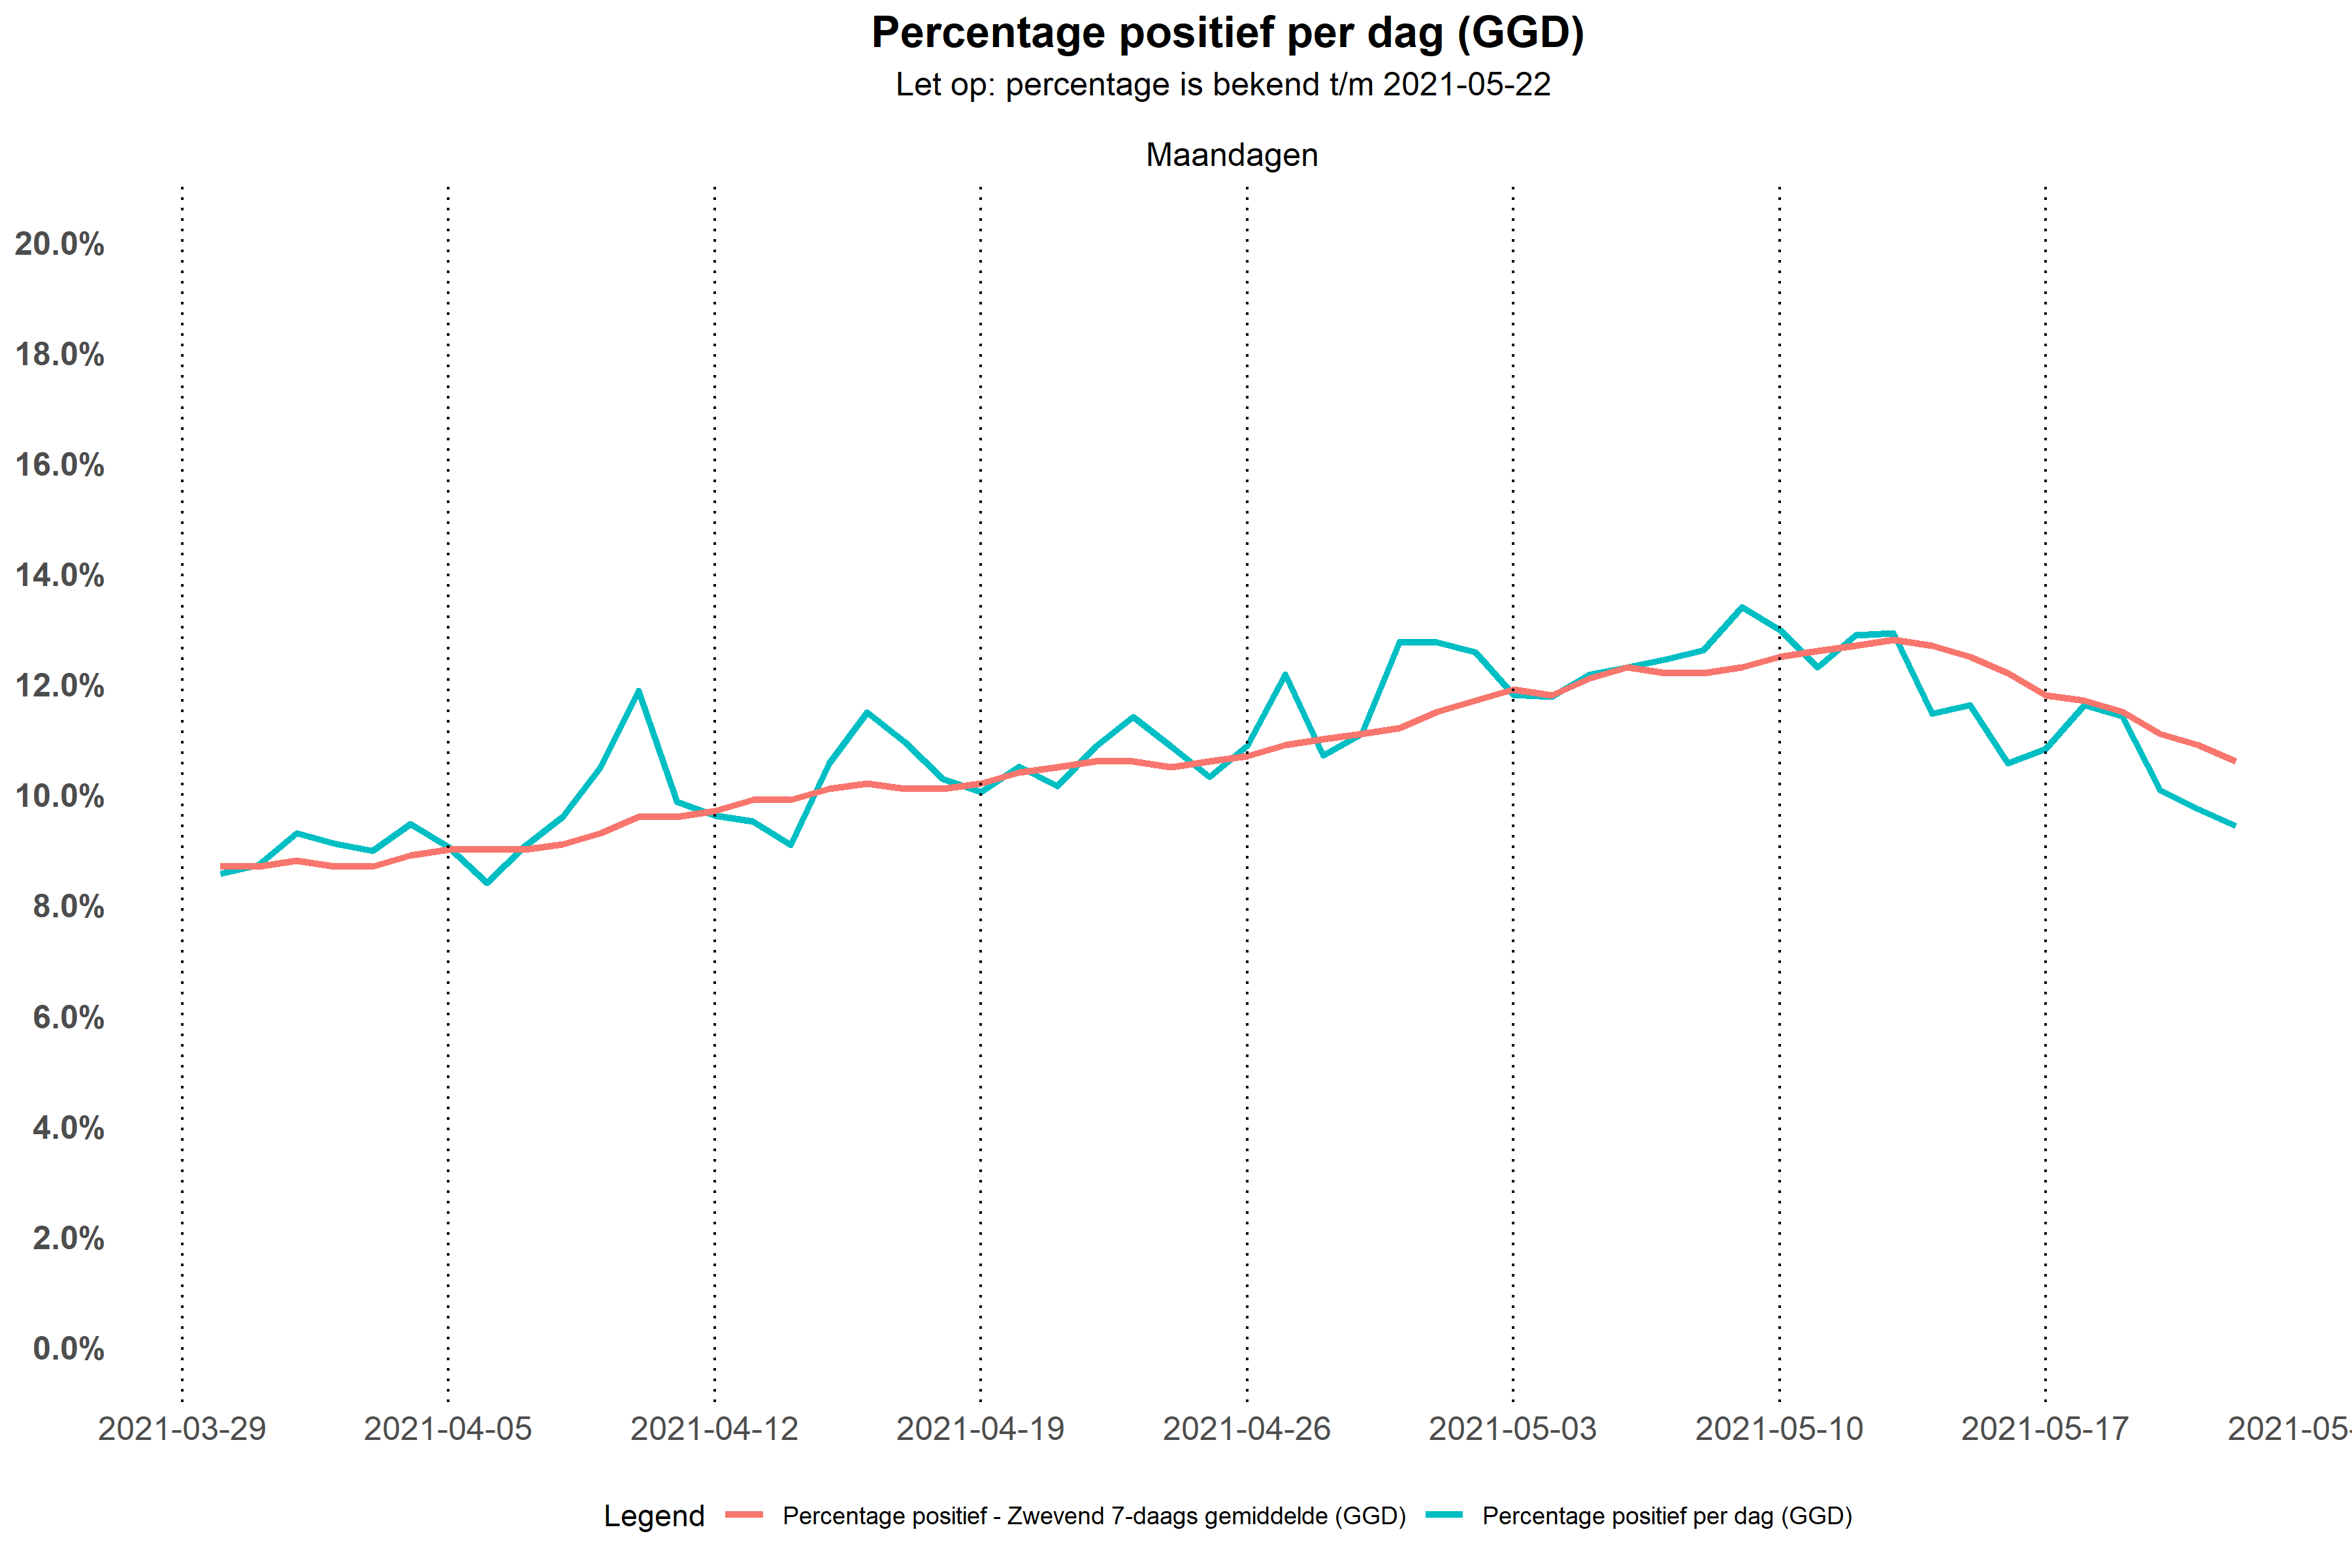 Percentage positief per dag (GGD)
Let op: percentage is bekend t/m 2021-05-22
Maandagen
20.0%
18.0%
16.0%
14.0%
12.0%
10.0%
8.0%
6.0%
4.0%
2.0%
0.0%
2021-03-29 2021-04-05 2021-04-12 2021-04-19 2021-04-26 2021-05-03 2021-05-10 2021-05-17 2021-05-
Legend Percentage positief - Zwevend 7-daags gemiddelde (GGD) Percentage positief per dag (GGD)